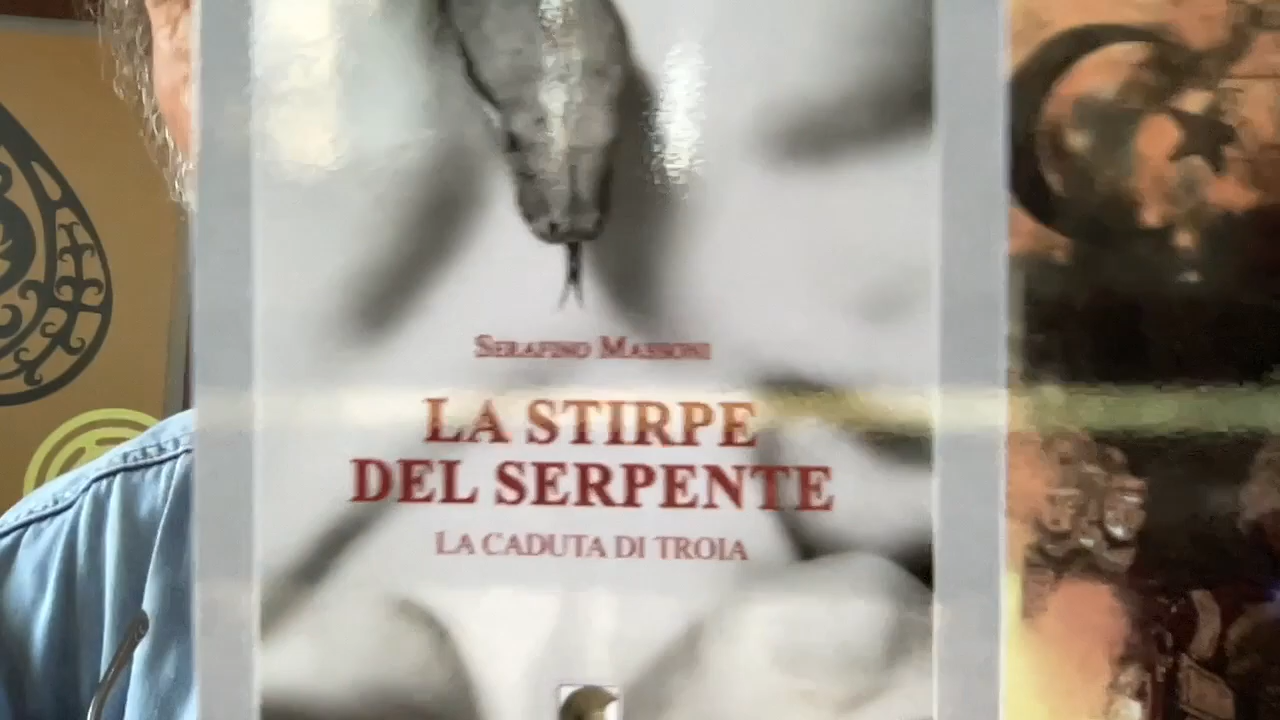 SERAFINO MASSONI
LA STIRPE
DEL SERPENTE
LA CADUTA DI TROIA